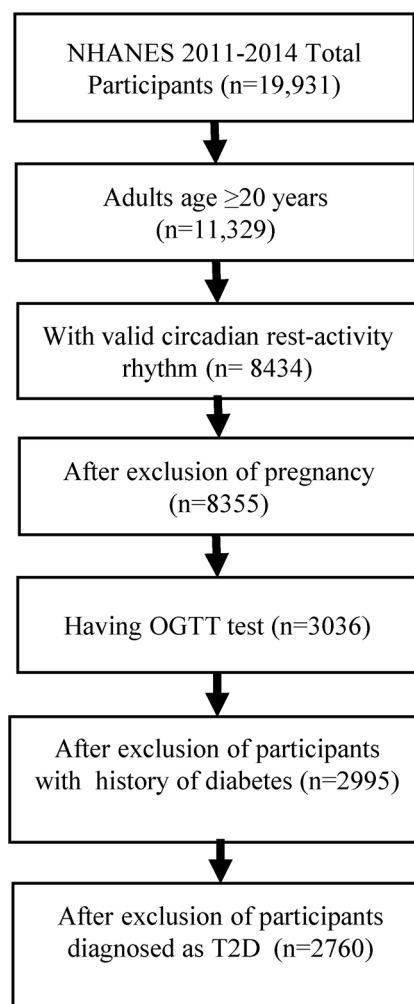 NHANES 2011-2014 Total
Participants (n=19,931)
Adults age ≥20 years
(n=11,329)
With valid circadian rest-activity
rhythm (n= 8434)
After exclusion of pregnancy
(n=8355)
Having OGTT test (n=3036)
After exclusion of participants
with  history of diabetes (n=2995)
After exclusion of participants
diagnosed as T2D  (n=2760)